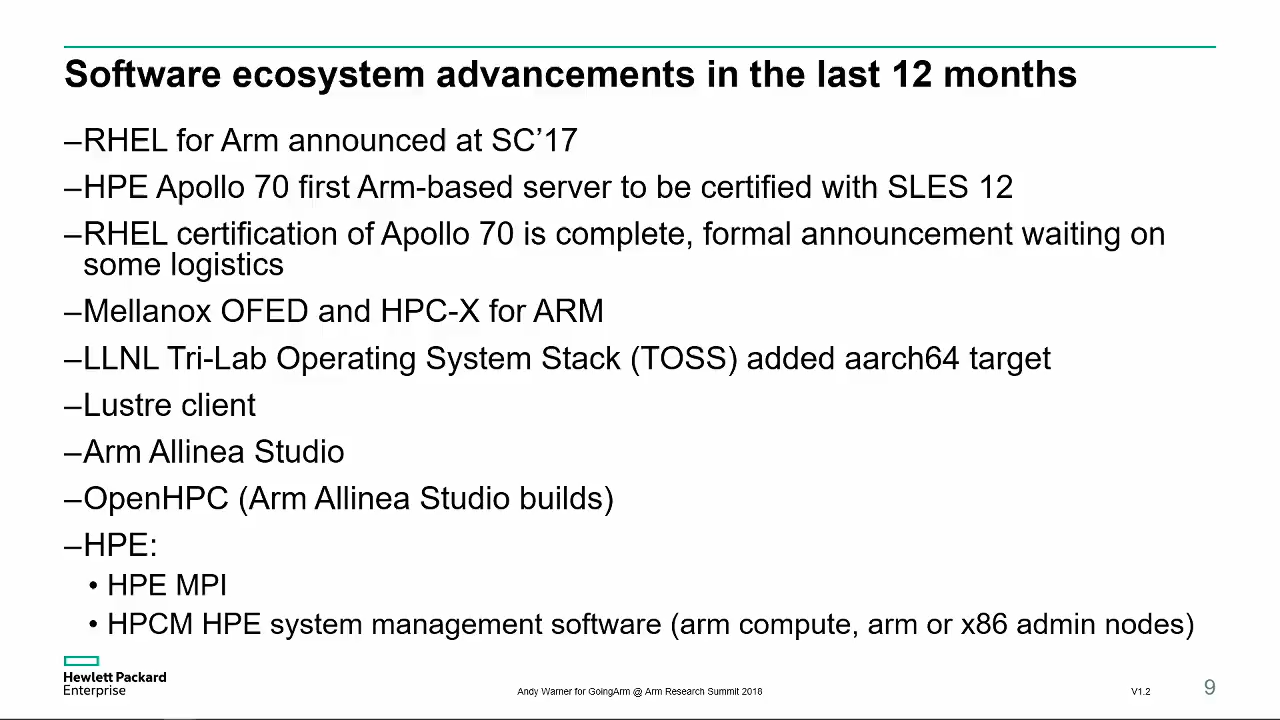 Software ecosystem advancements in the last 12 months
–RHEL for Arm announced at SC’17
–HPE Apollo 70 first Arm-based server to be certified with SLES 12
–RHEL certification of Apollo 70 is complete, formal announcement waiting on
some logistics
–Mellanox OFED and HPC-X for ARM
–LLNL Tri-Lab Operating System Stack (TOSS) added aarch64 target
–Lustre client
–Arm Allinea Studio
–OpenHPC (Arm Allinea Studio builds)
–HPE:
• HPE MPI
• HPCM HPE system management software (arm compute, arm or x86 admin nodes)
Hewlett Packard
Enterprise
Andy Warner for GoingArm @ Arm Research Summit 2018
V1.2
9